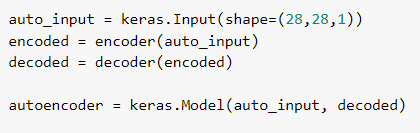 auto_input = keras.Input(shape=(28,28,1))
encoded = encoder(auto_input)
decoded = decoder(encoded)
autoencoder = keras.Model(auto_input, decoded)